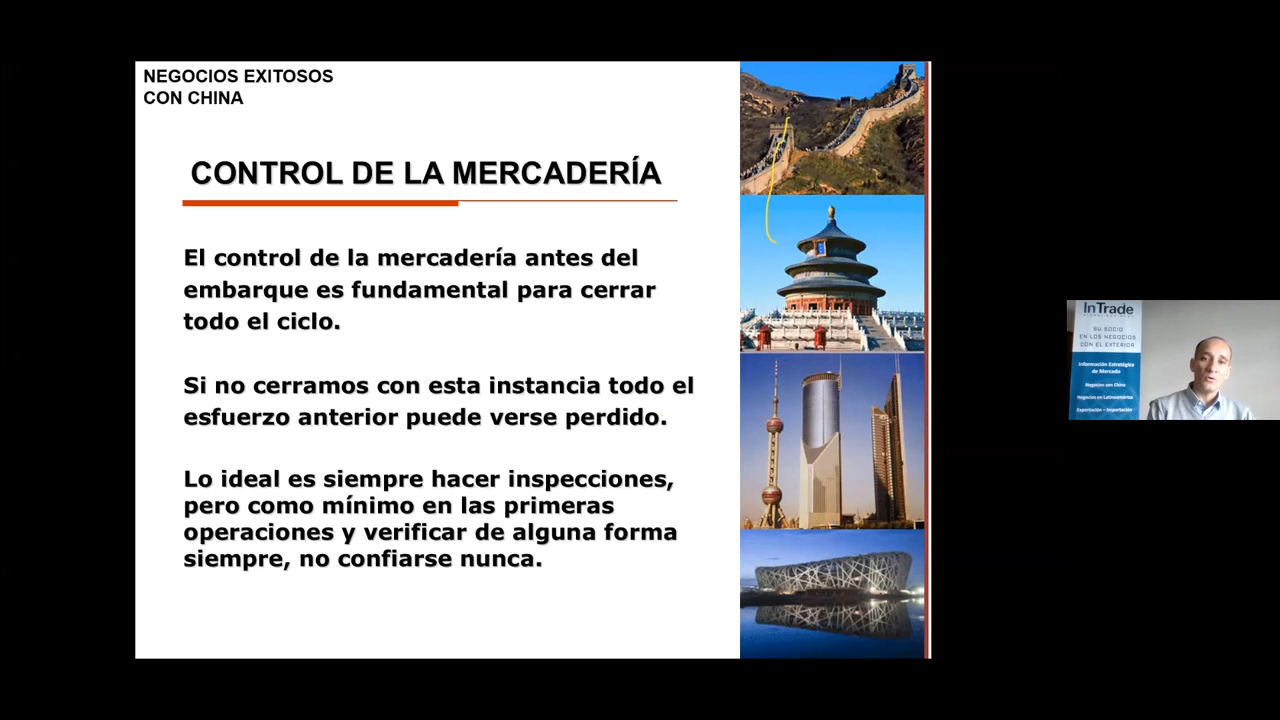 NEGOCIOS EXITOSOS
CON CHINA
CONTROL DE LA MERCADERÍA
El control de la mercadería antes del
embarque es fundamental para cerrar
todo el ciclo.
Si no cerramos con esta instancia todo el
esfuerzo anterior puede verse perdido.
Lo ideal es siempre hacer inspecciones,
pero como mínimo en las primeras
operaciones y verificar de alguna forma
siempre, no confiarse nunca.
InTrade
SU SOCIO
EN LOS NEGOCIOS
CON EL EXTERIOR
Información Estratégica
de Mercado
Negocios con China
Negocios en Latinoamérica
Exportación - Importación